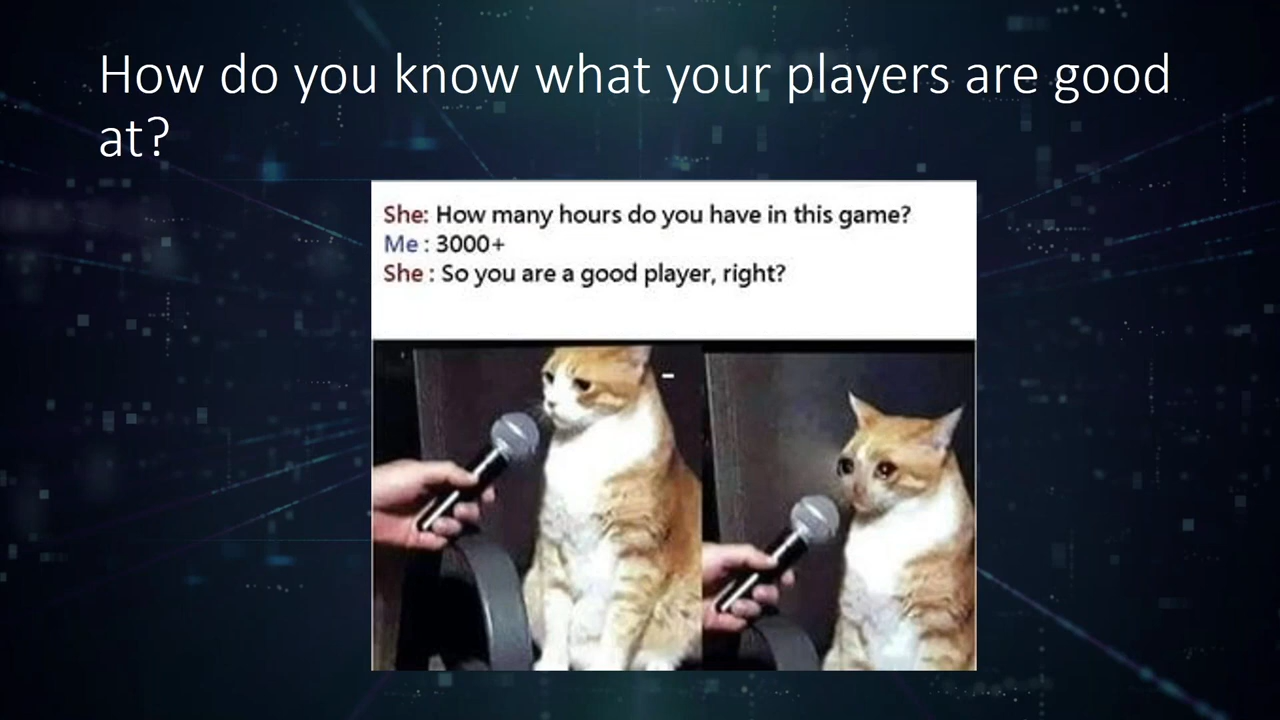 How do you know what your players are good
at?
She: How many hours do you have in this game?
Me : 3000+
She : So you are a good player, right?